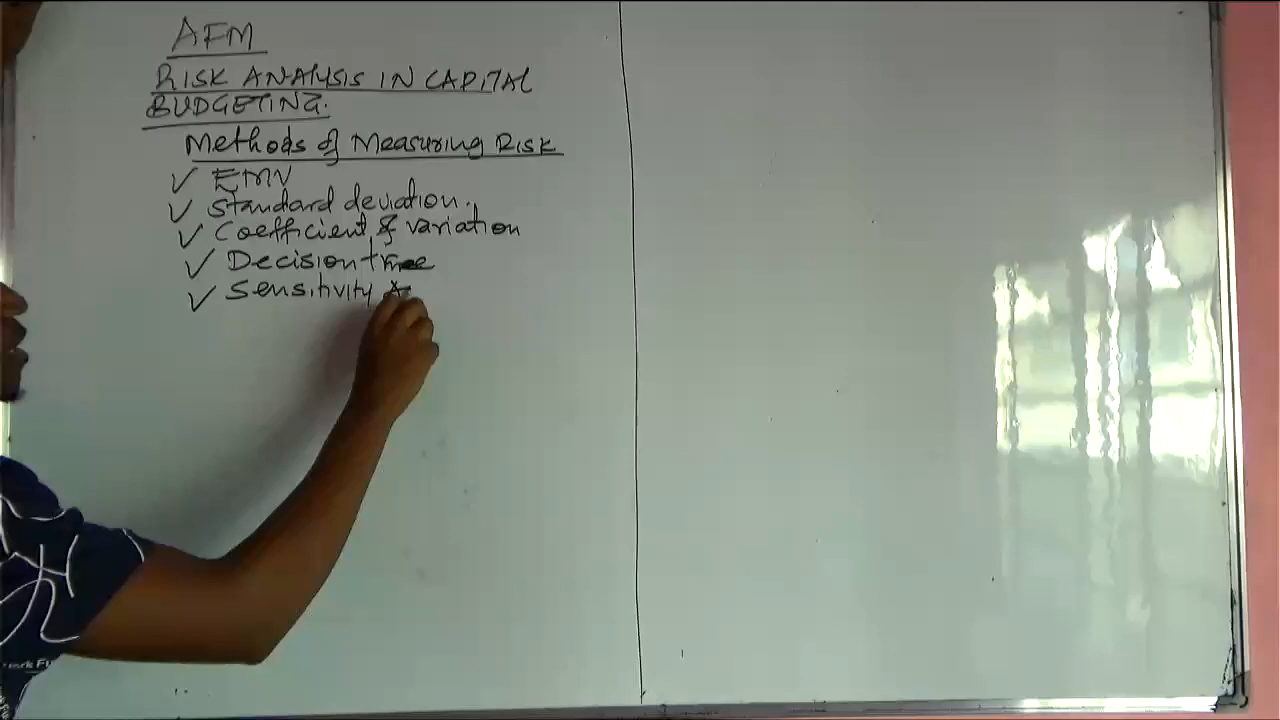 AFM
RISK ANALYSIS IN CAPITAL
BUDGETING.
Methods of Measuring RISK
✓ EMV
✓ Standard deviation.
✓ Coefficient of variation
✓ Decision tree
✓ Sensitivity A